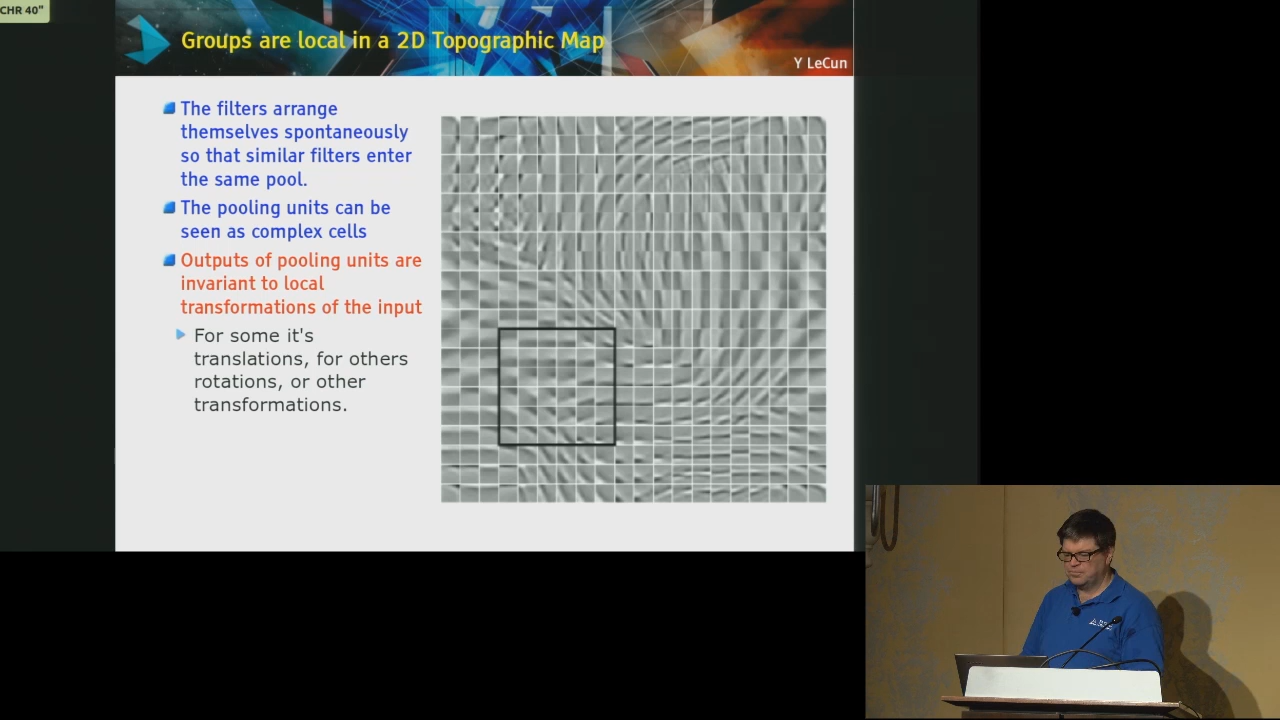 CHR 40"
Groups are local in a 2D Topographic Map
Y LeCun
The filters arrange
themselves spontaneously
so that similar filters enter
the same pool.
The pooling units can be
seen as complex cells
Outputs of pooling units are
invariant to local
transformations of the input
For some it's
translations, for others
rotations, or other
transformations.